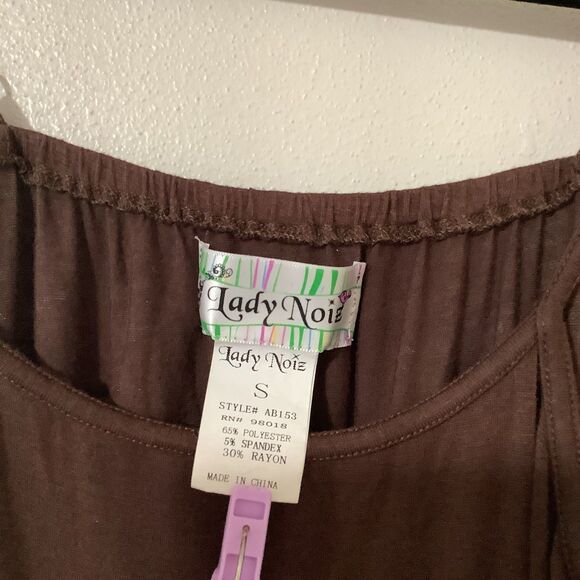 Lady Noiz
Lady Noiz
S
STYLE# AB153
RN# 98018
65% POLYESTER
5% SPANDEX
30% RAYON
MADE IN CHINA